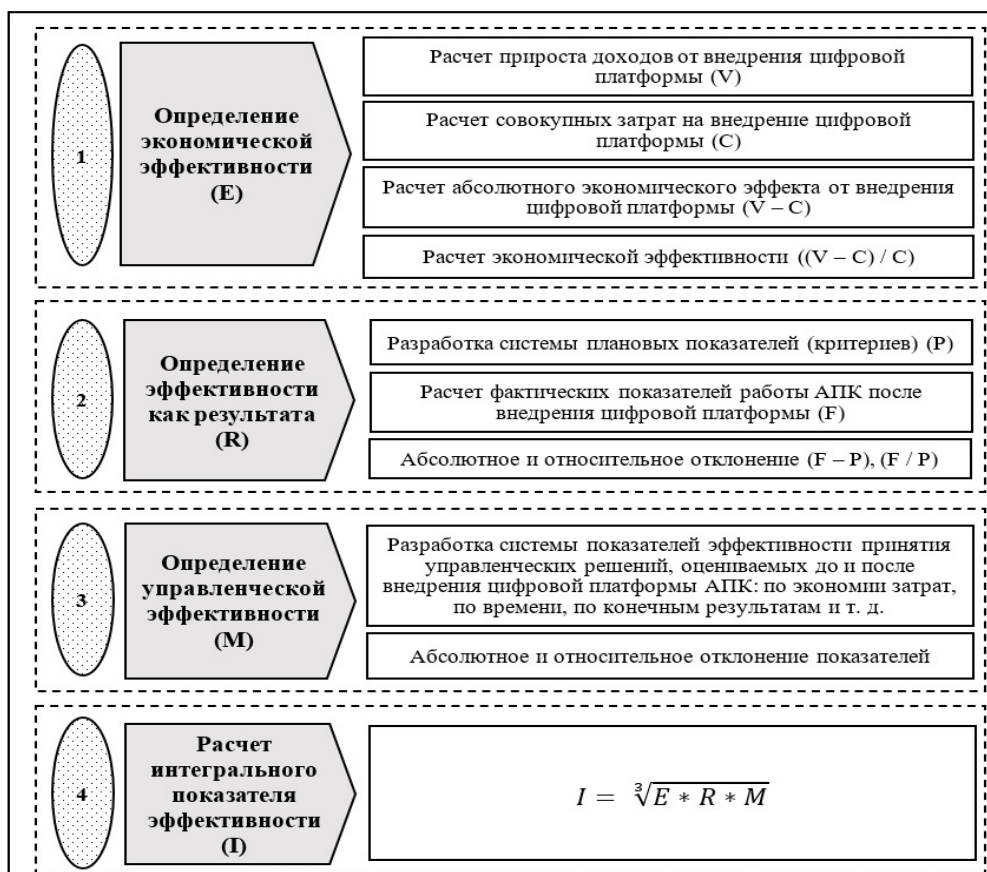 1
Определение
экономической
эффективности
(E)
Расчет прироста доходов от внедрения цифровой
платформы (V)
Расчет совокупных затрат на внедрение цифровой
платформы (C)
Расчет абсолютного экономического эффекта от внедрения
цифровой платформы (V – C)
Расчет экономической эффективности ((V – C) / C)
2
Определение
эффективности
как результата
(R)
Разработка системы плановых показателей (критериев) (P)
Расчет фактических показателей работы АПК после
внедрения цифровой платформы (F)
Абсолютное и относительное отклонение (F – P), (F / P)
3
Определение
управленческой
эффективности
(M)
Разработка системы показателей эффективности принятия
управленческих решений, оцениваемых до и после
внедрения цифровой платформы АПК: по экономии затрат,
по времени, по конечным результатам и т. д.
Абсолютное и относительное отклонение показателей
4
Расчет
интегрального
показателя
эффективности
(I)
I = ∛(E * R * M)